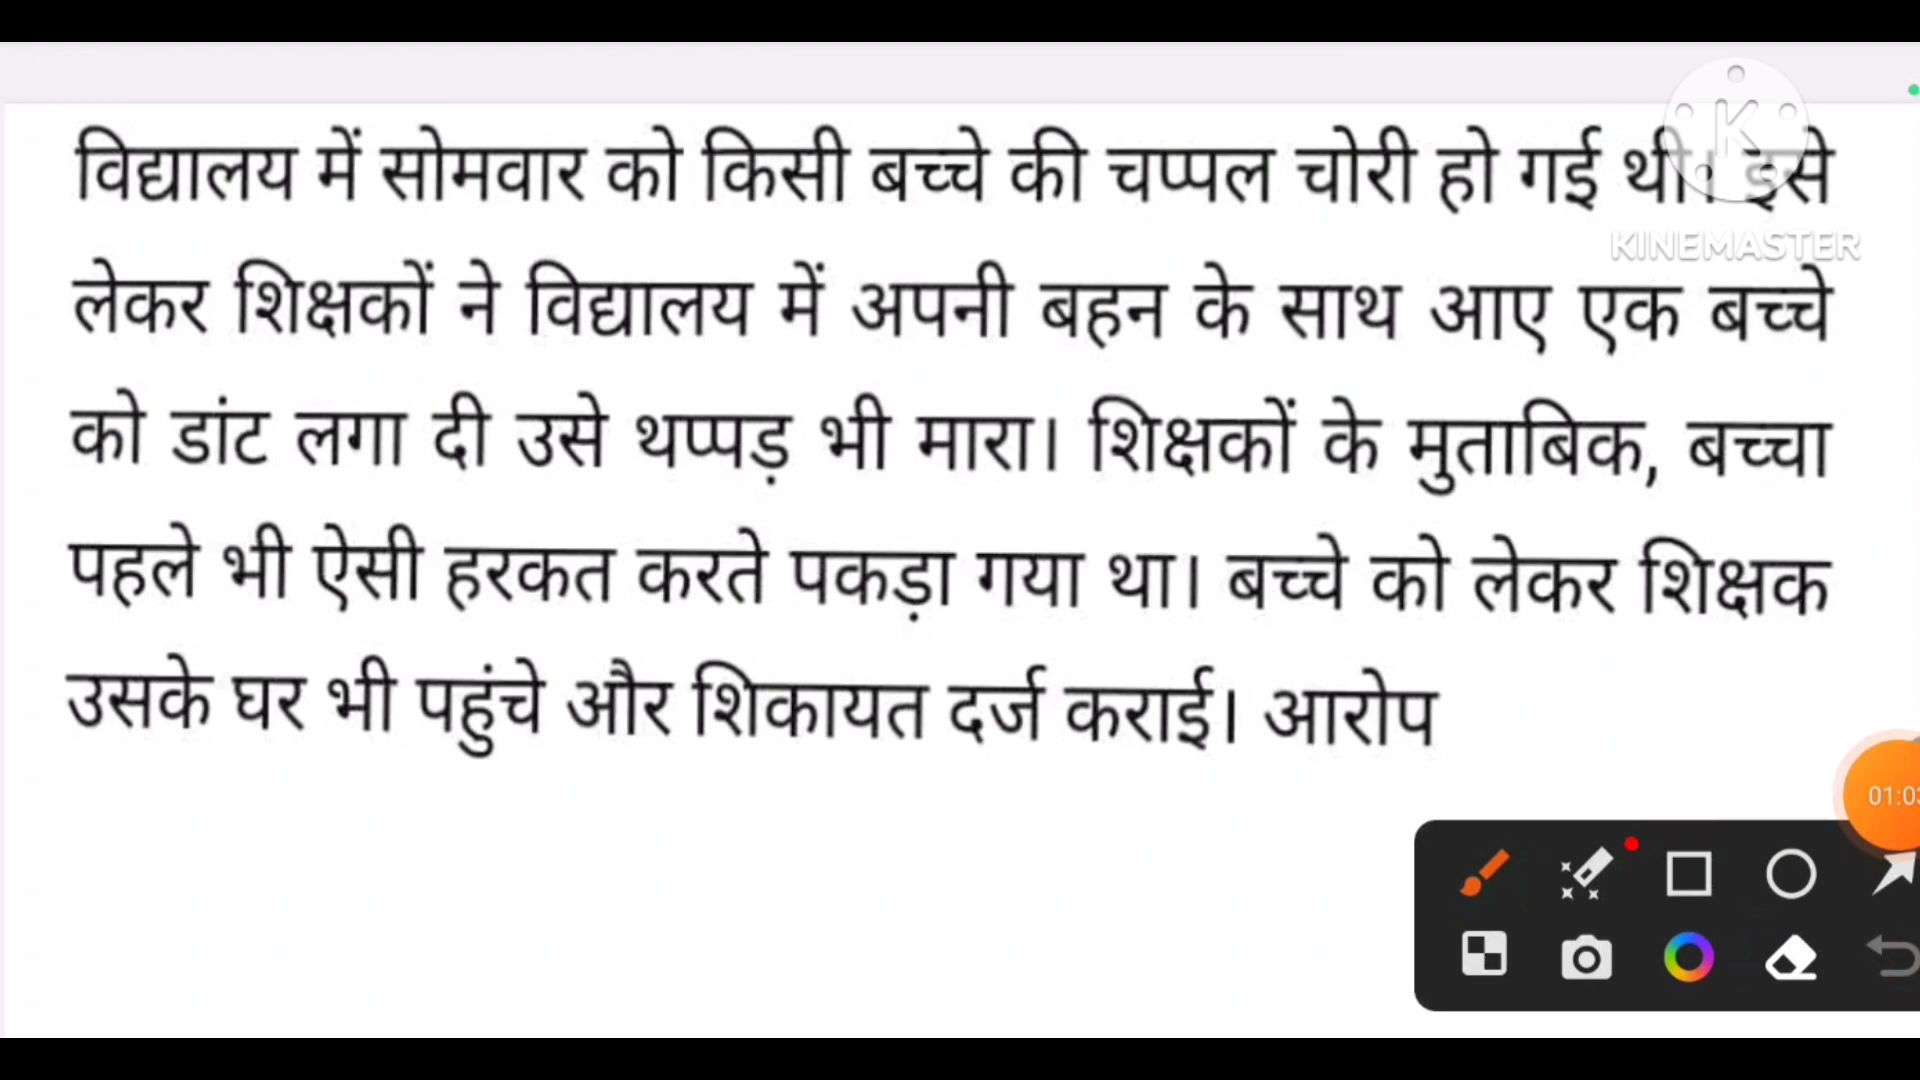 विद्यालय में सोमवार को किसी बच्चे की चप्पल चोरी हो गई थी। इसे
KINEMASTER
लेकर शिक्षकों ने विद्यालय में अपनी बहन के साथ आए एक बच्चे
को डांट लगा दी उसे थप्पड़ भी मारा। शिक्षकों के मुताबिक, बच्चा
पहले भी ऐसी हरकत करते पकड़ा गया था। बच्चे को लेकर शिक्षक
उसके घर भी पहुंचे और शिकायत दर्ज कराई। आरोप